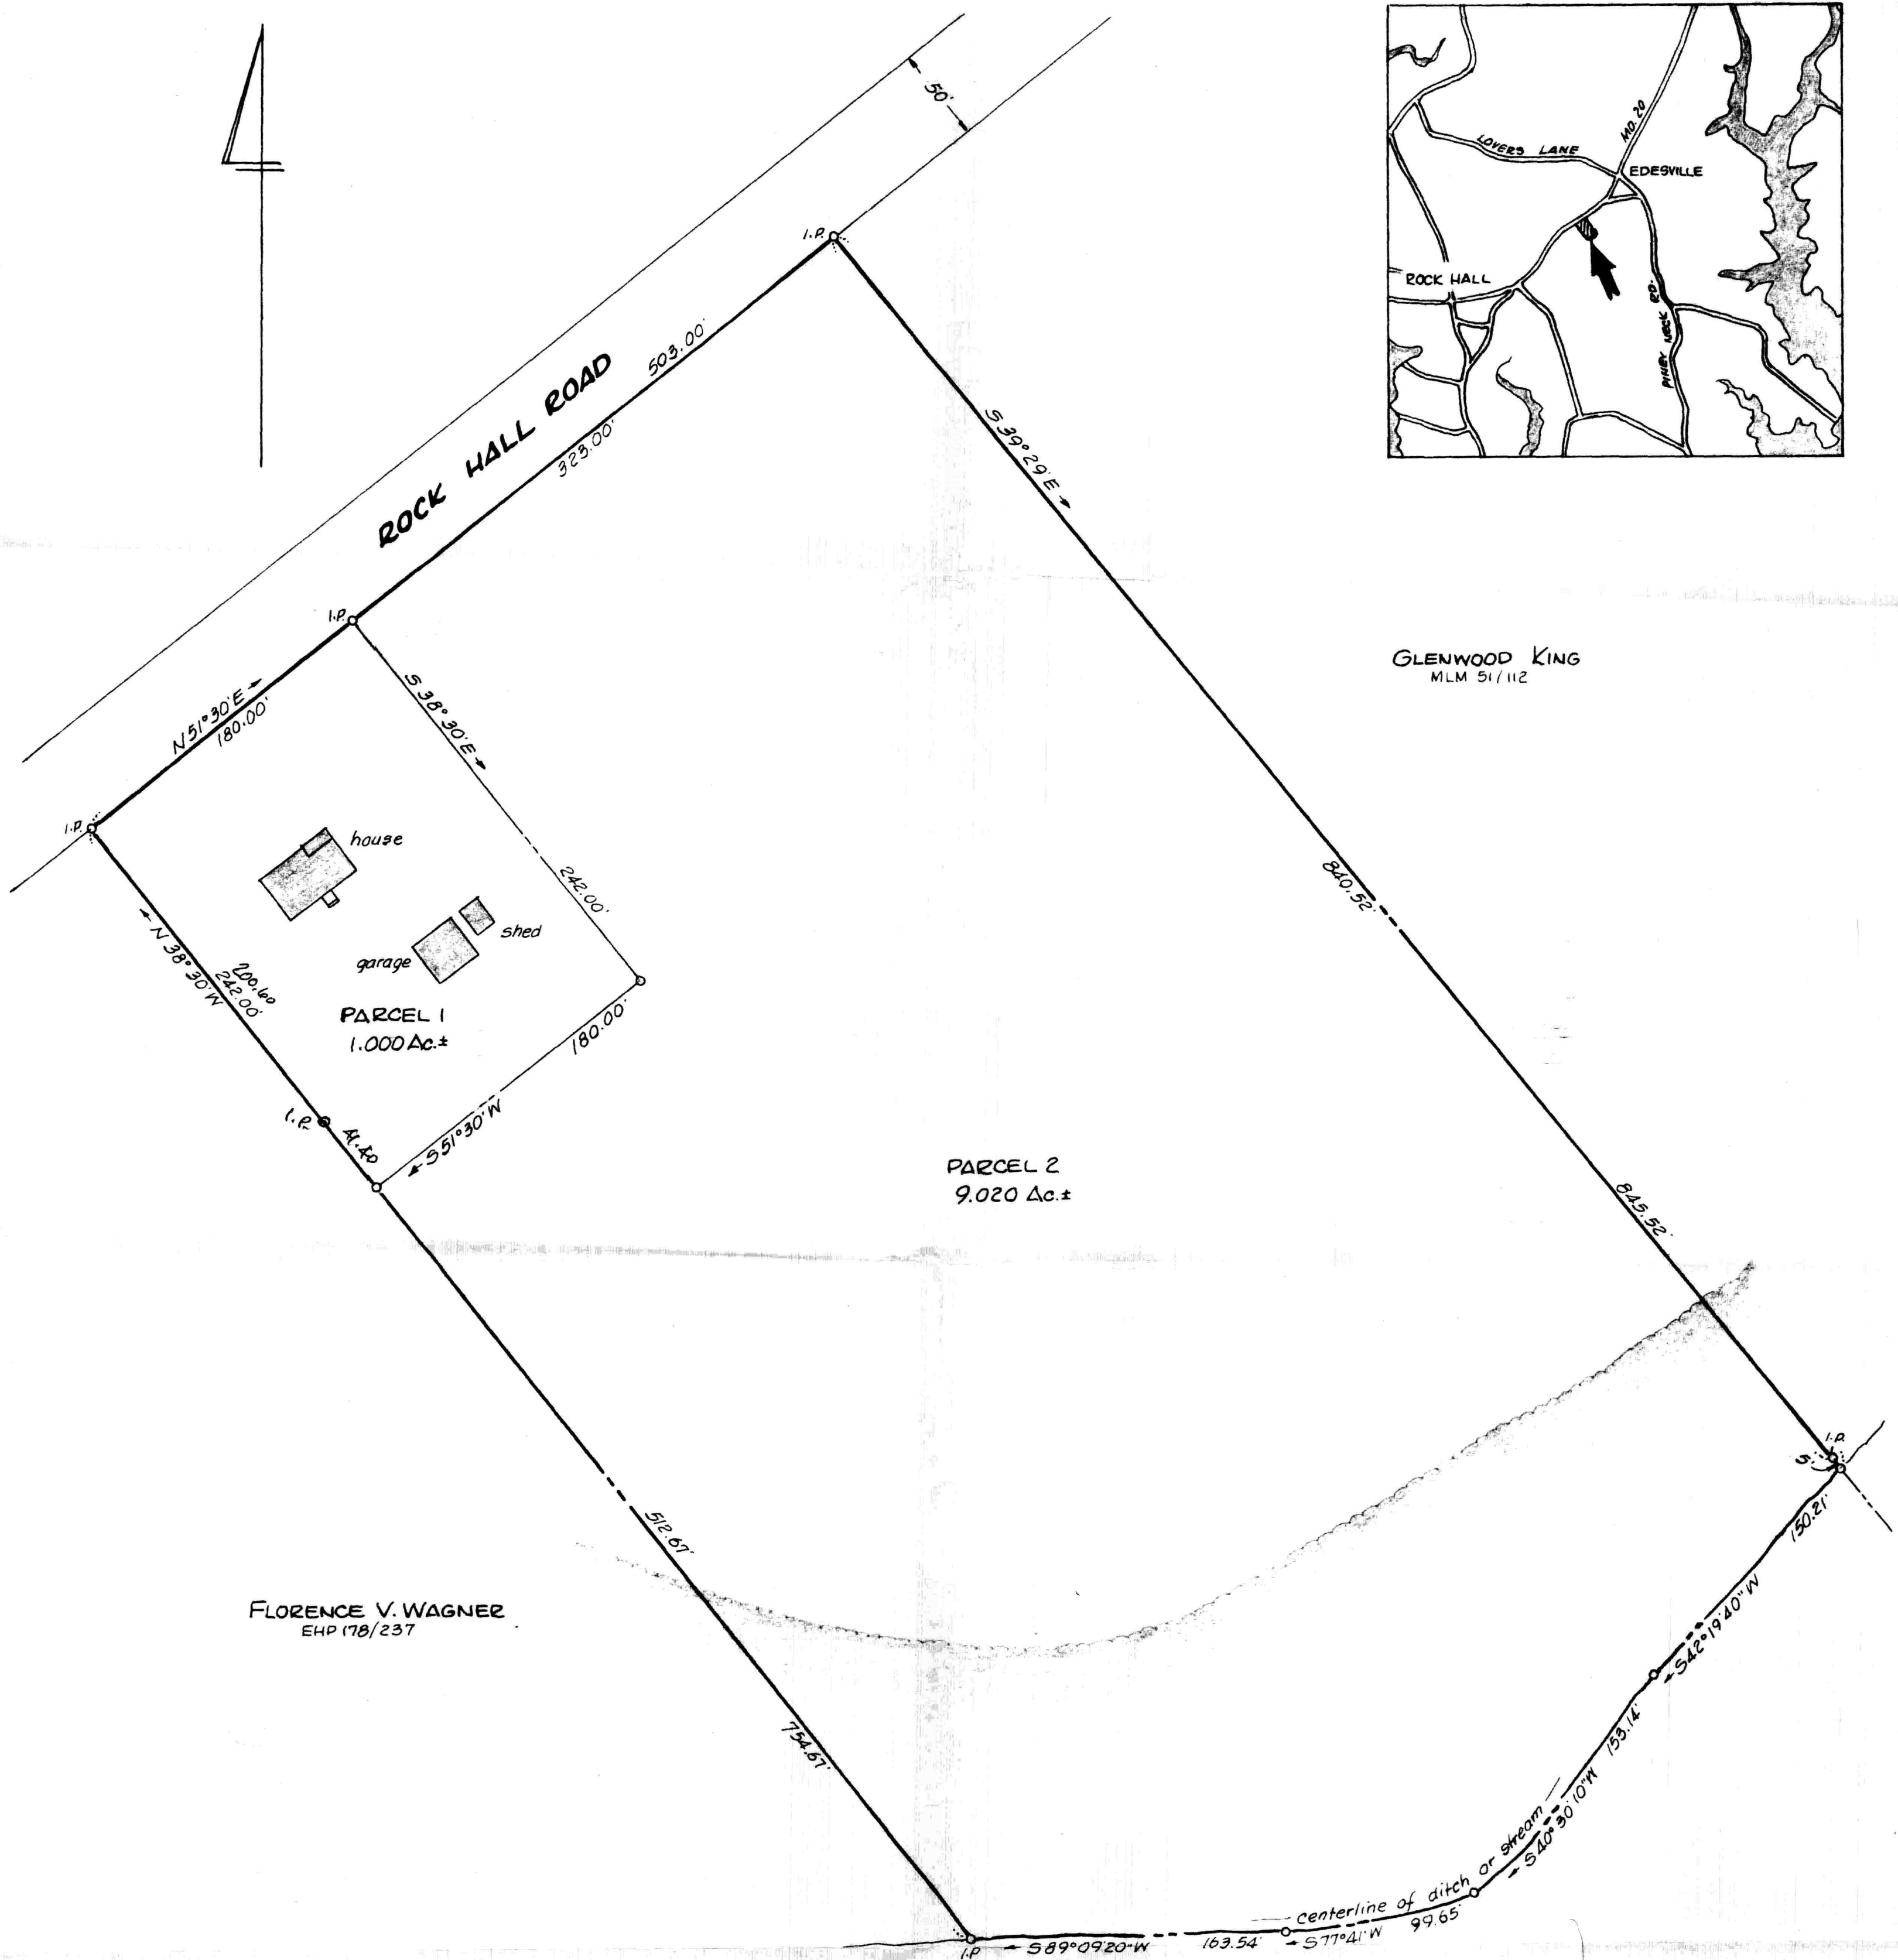 50'
LOVERS LANE
MD. 20
EDESVILLE
ROCK HALL
PINEY NECK RD.
I.P.
ROCK HALL ROAD
503.00'
323.00'
S 39° 29' E
I.P.
GLENWOOD KING
MLM 51/112
N 51° 30' E
180.00'
S 38° 30' E
I.P.
house
840.52'
242.00'
shed
garage
N 38° 30' W
200.60
242.00'
PARCEL 1
1.000 Ac.±
180.00'
I.P.
41.40
S 51° 30' W
PARCEL 2
9.020 Ac.±
845.52'
I.P.
5'
150.21'
512.67'
FLORENCE V. WAGNER
EHP 178/237
S 42° 19' 40" W
153.14'
754.67'
S 40° 30' 10" W
centerline of ditch or stream
99.65'
S 77° 41' W
163.54'
S 89° 09' 20" W
I.P.